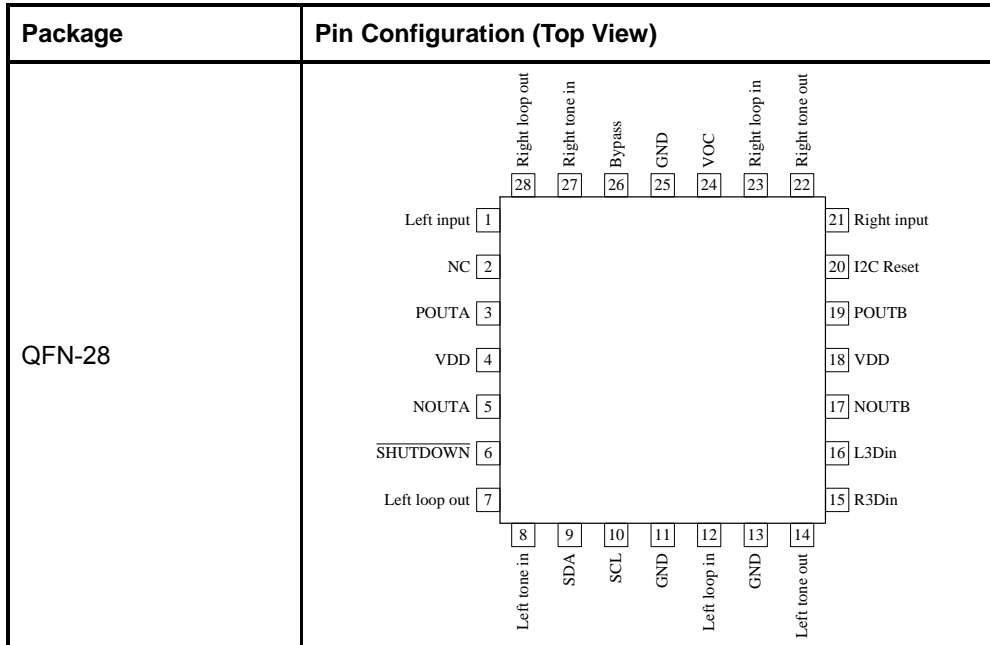 Package
Pin Configuration (Top View)
QFN-28
Right loop out
Right tone in
Bypass
GND
VOC
Right loop in
Right tone out
28 27 26 25 24 23 22
Left input 1
21 Right input
NC 2
20 I2C Reset
POUTA 3
19 POUTB
VDD 4
18 VDD
NOUTA 5
17 NOUTB
SHUTDOWN 6
16 L3Din
Left loop out 7
15 R3Din
8 9 10 11 12 13 14
Left tone in
SDA
SCL
GND
Left loop in
GND
Left tone out